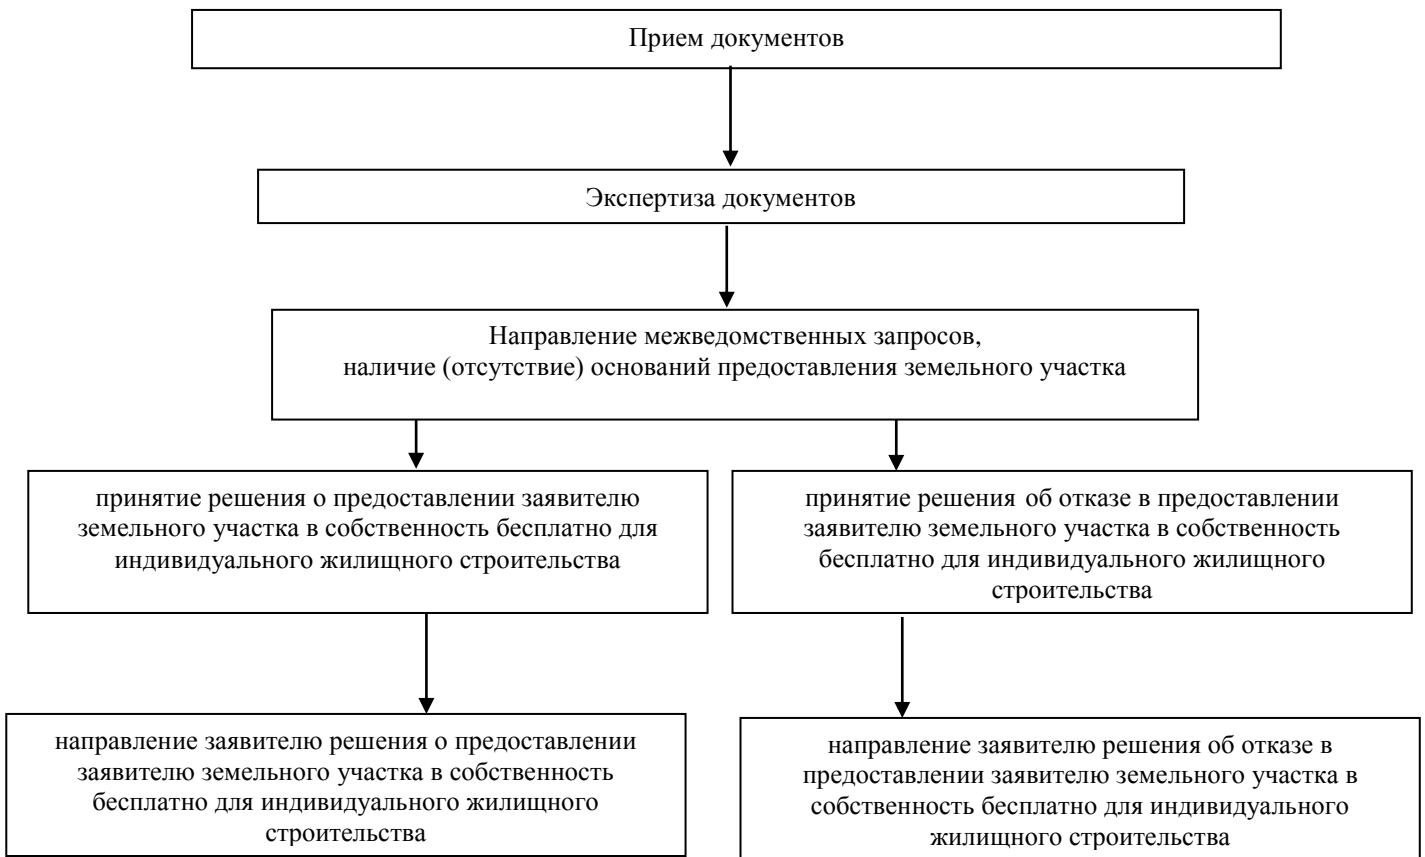 Прием документов
Экспертиза документов
Направление межведомственных запросов,
наличие (отсутствие) оснований предоставления земельного участка
принятие решения о предоставлении заявителю
земельного участка в собственность бесплатно для
индивидуального жилищного строительства
принятие решения об отказе в предоставлении
заявителю земельного участка в собственность
бесплатно для индивидуального жилищного
строительства
направление заявителю решения о предоставлении
заявителю земельного участка в собственность
бесплатно для индивидуального жилищного
строительства
направление заявителю решения об отказе в
предоставлении заявителю земельного участка в
собственность бесплатно для индивидуального
жилищного строительства